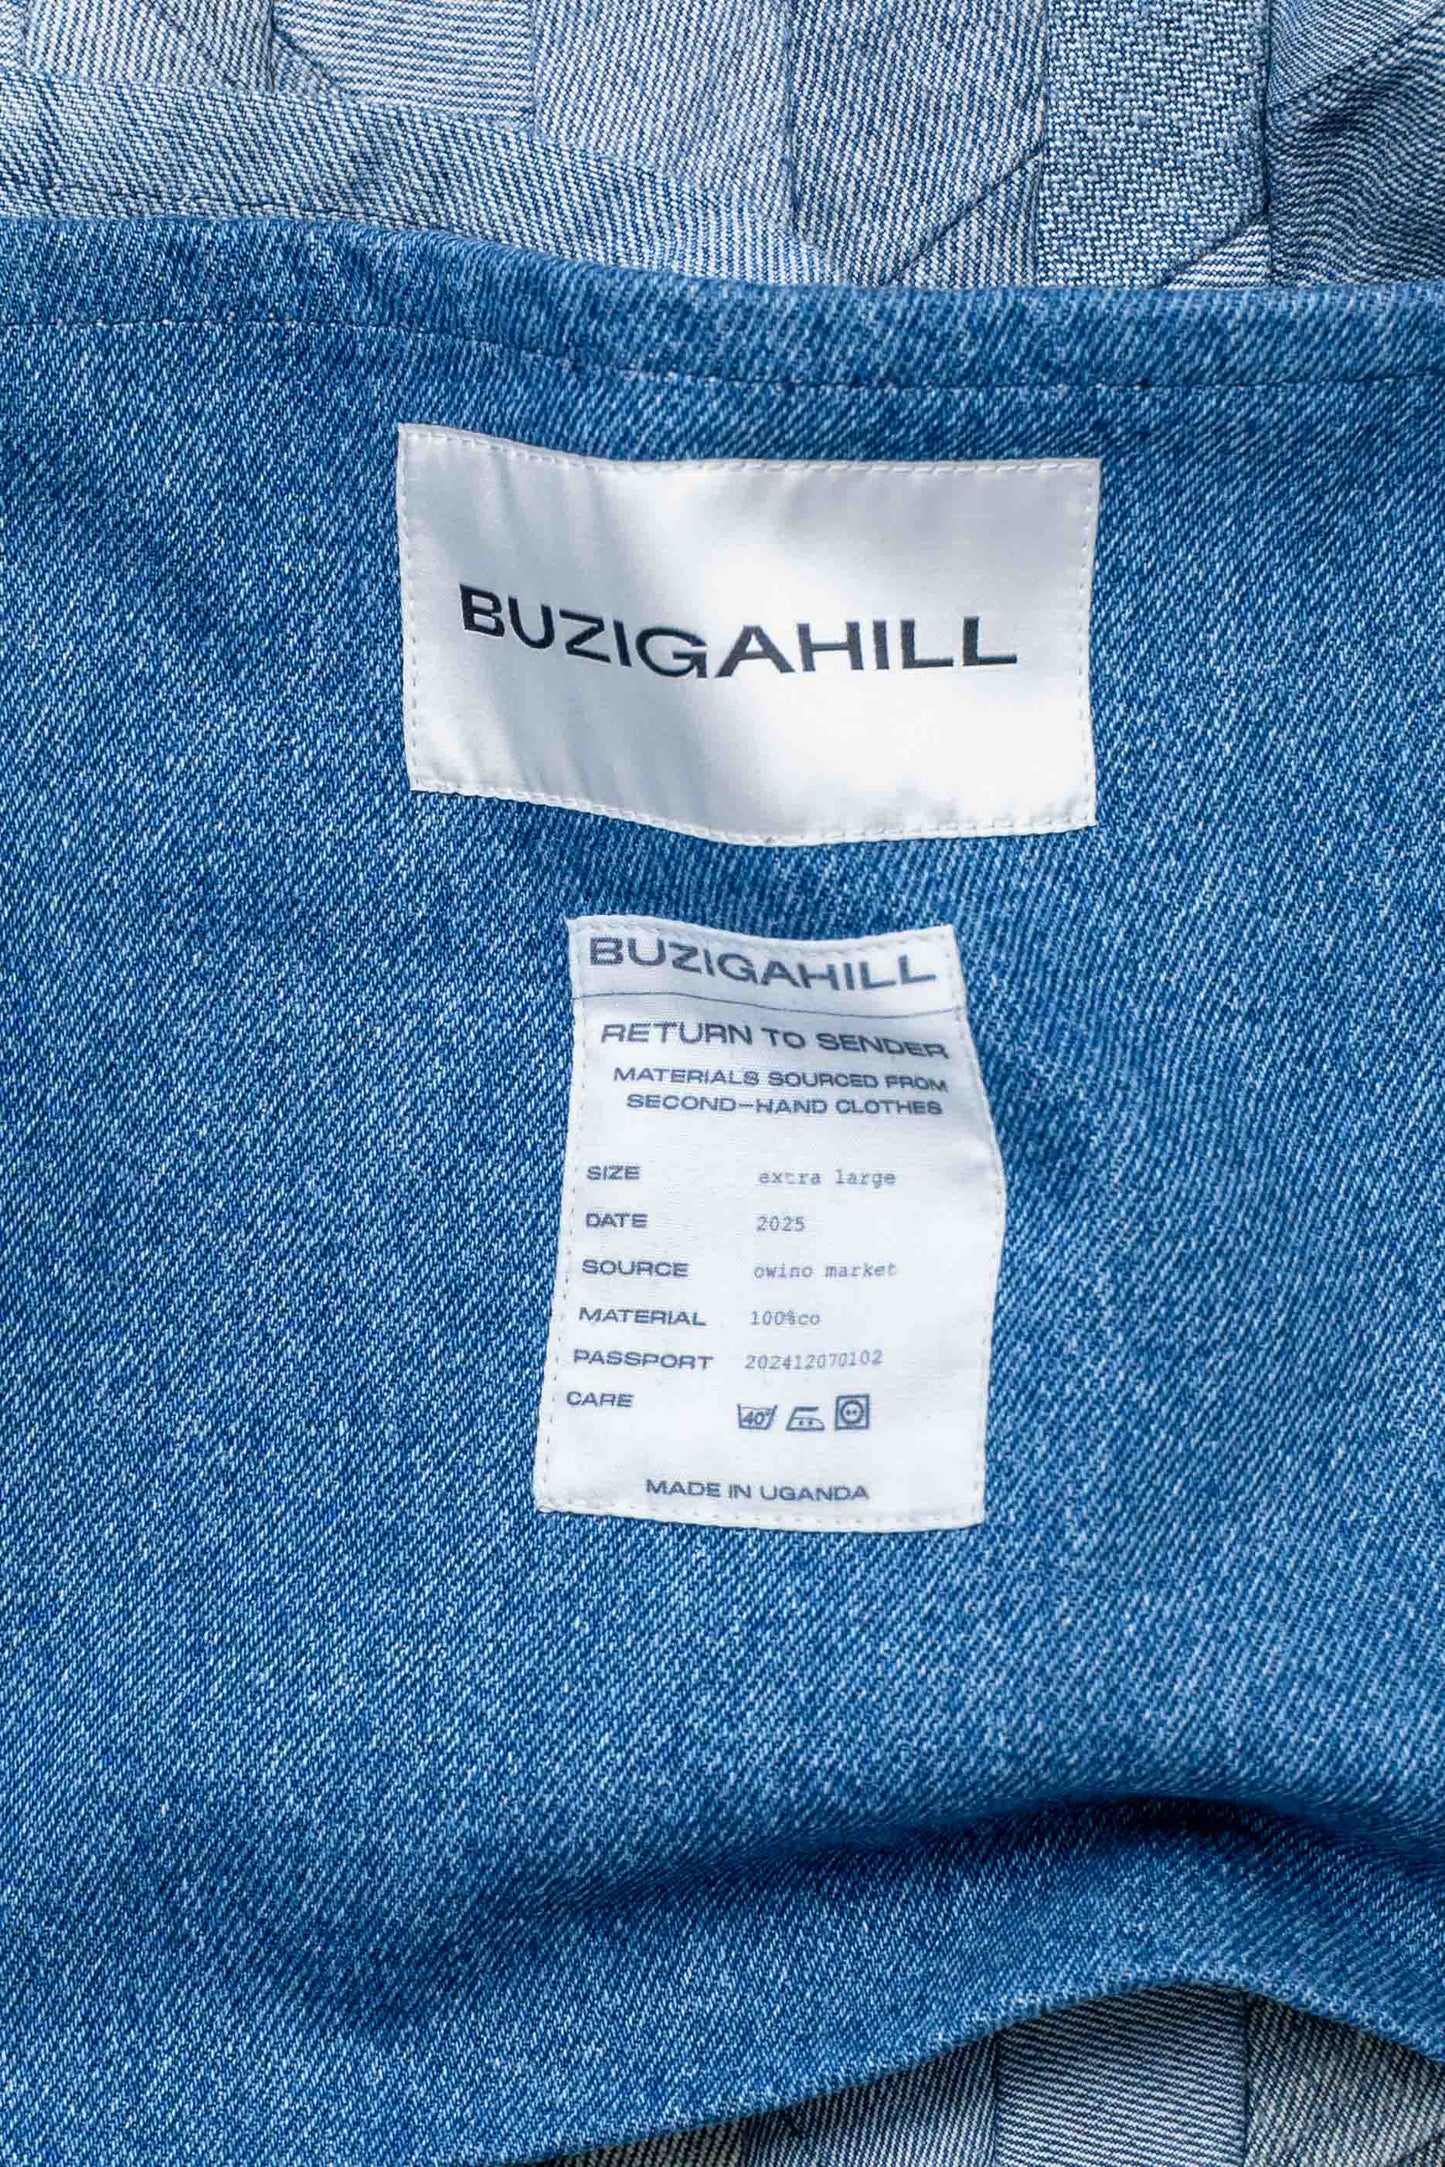 BUZIGAHILL
BUZIGAHILL
RETURN TO SENDER
MATERIALS SOURCED FROM
SECOND-HAND CLOTHES
SIZE extra large
DATE 2025
SOURCE owino market
MATERIAL 100%co
PASSPORT 202412070102
CARE 40°
MADE IN UGANDA